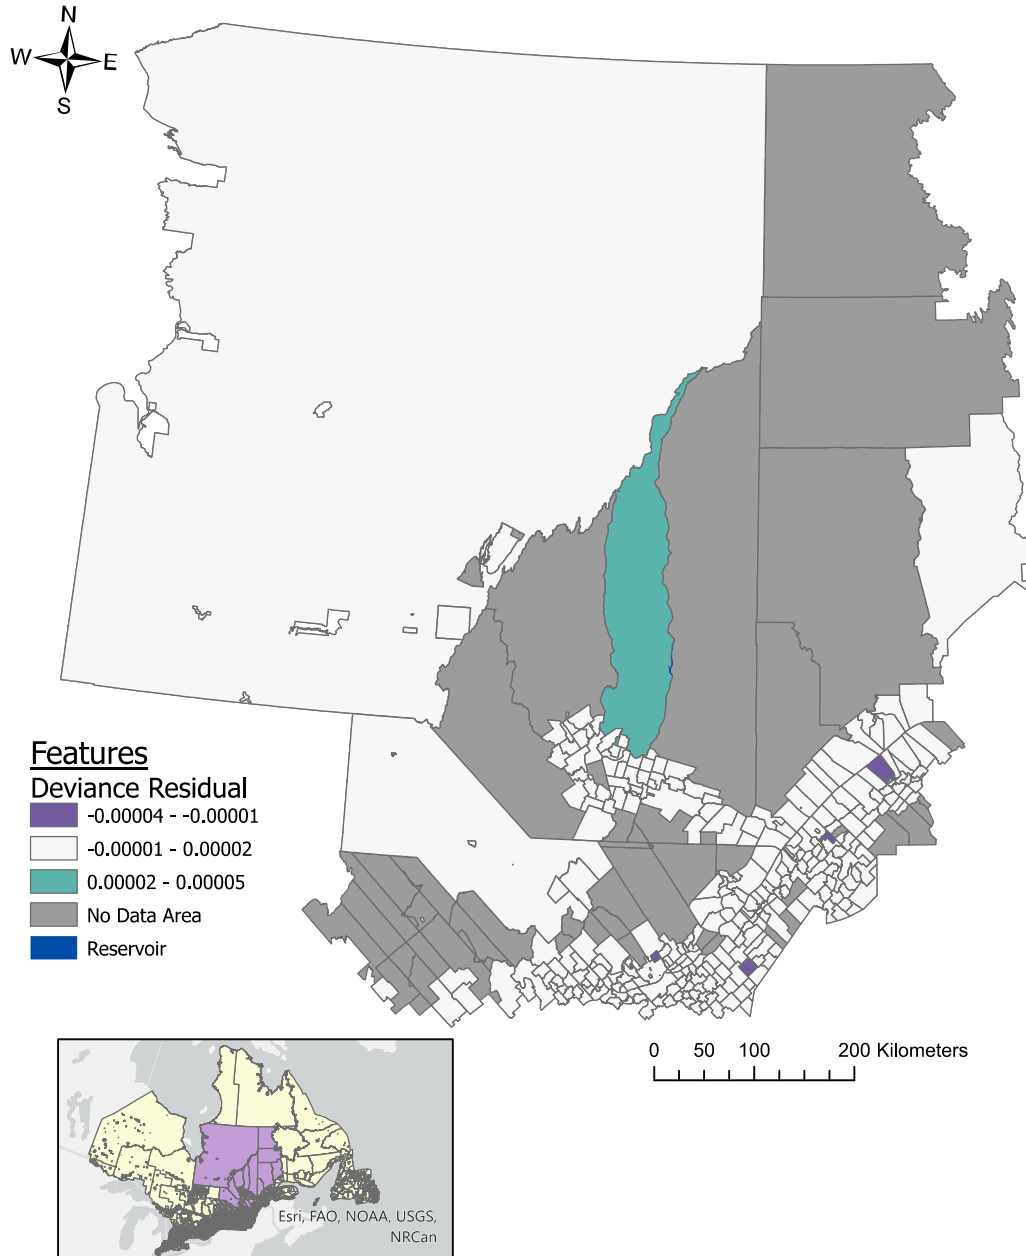 N
W E
S
Features
Deviance Residual
-0.00004 - -0.00001
-0.00001 - 0.00002
0.00002 - 0.00005
No Data Area
Reservoir
0 50 100 200 Kilometers
Esri, FAO, NOAA, USGS,
NRCan